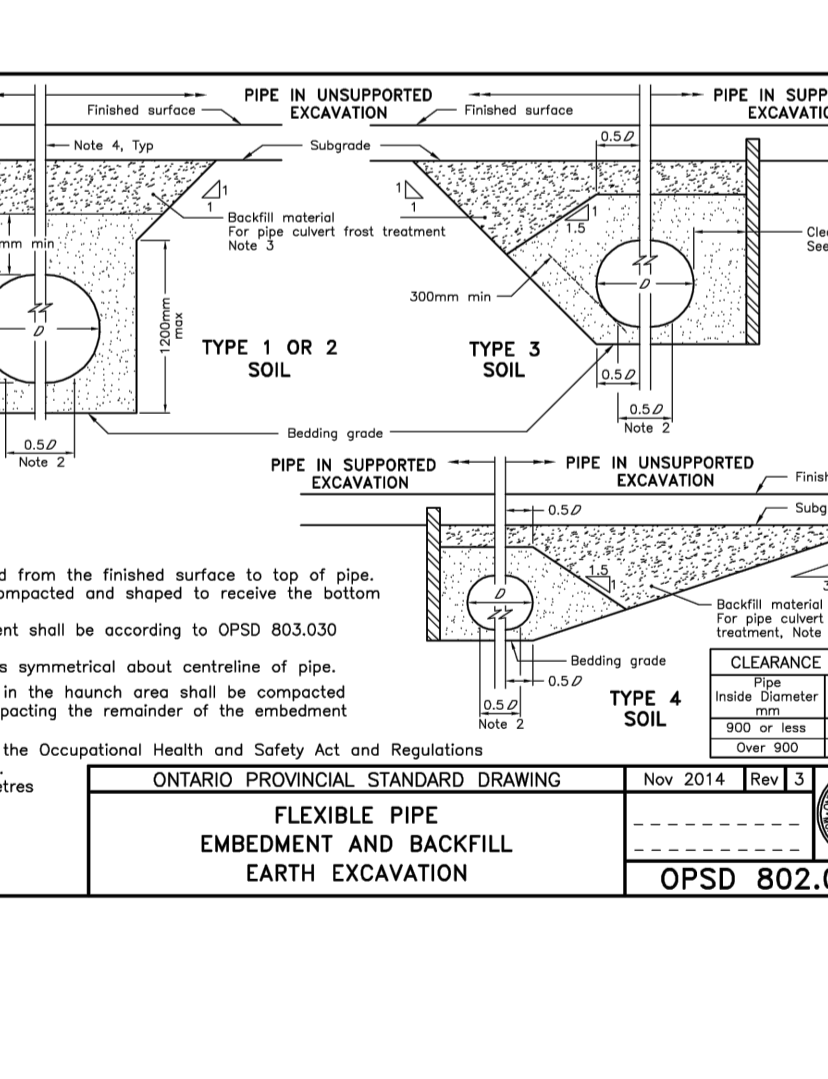 PIPE IN UNSUPPORTED
EXCAVATION
PIPE IN SUPP
EXCAVATIO
Finished surface
Finished surface
Note 4, Typ
Subgrade
0.5D
1
1
1
1
1
1.5
Backfill material
For pipe culvert frost treatment
Note 3
mm min
Clea
See
D
D
300mm min
1200mm
max
TYPE 1 OR 2
SOIL
TYPE 3
SOIL
0.5D
0.5D
Note 2
Bedding grade
0.5D
Note 2
PIPE IN SUPPORTED
EXCAVATION
PIPE IN UNSUPPORTED
EXCAVATION
Finish
Subg
0.5D
1.5
1
D
3
Backfill material
For pipe culvert
treatment, Note
Bedding grade
0.5D
0.5D
Note 2
TYPE 4
SOIL
d from the finished surface to top of pipe.
ompacted and shaped to receive the bottom
ent shall be according to OPSD 803.030
s symmetrical about centreline of pipe.
in the haunch area shall be compacted
pacting the remainder of the embedment
the Occupational Health and Safety Act and Regulations
etres
CLEARANCE
Pipe
Inside Diameter
mm
900 or less
Over 900
ONTARIO PROVINCIAL STANDARD DRAWING
Nov 2014
Rev
3
FLEXIBLE PIPE
EMBEDMENT AND BACKFILL
EARTH EXCAVATION
OPSD 802.0